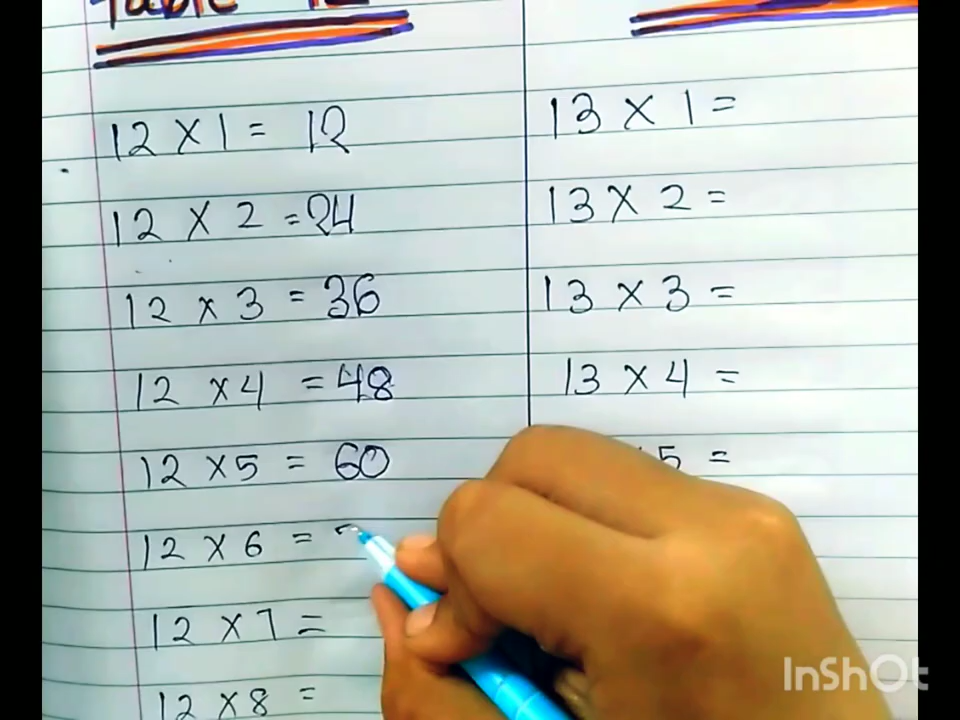 12 × 1 = 12
12 × 2 = 24
12 × 3 = 36
12 × 4 = 48
12 × 5 = 60
12 × 6 =
12 × 7 =
12 × 8 =
13 × 1 =
13 × 2 =
13 × 3 =
13 × 4 =
5 =
InShOt